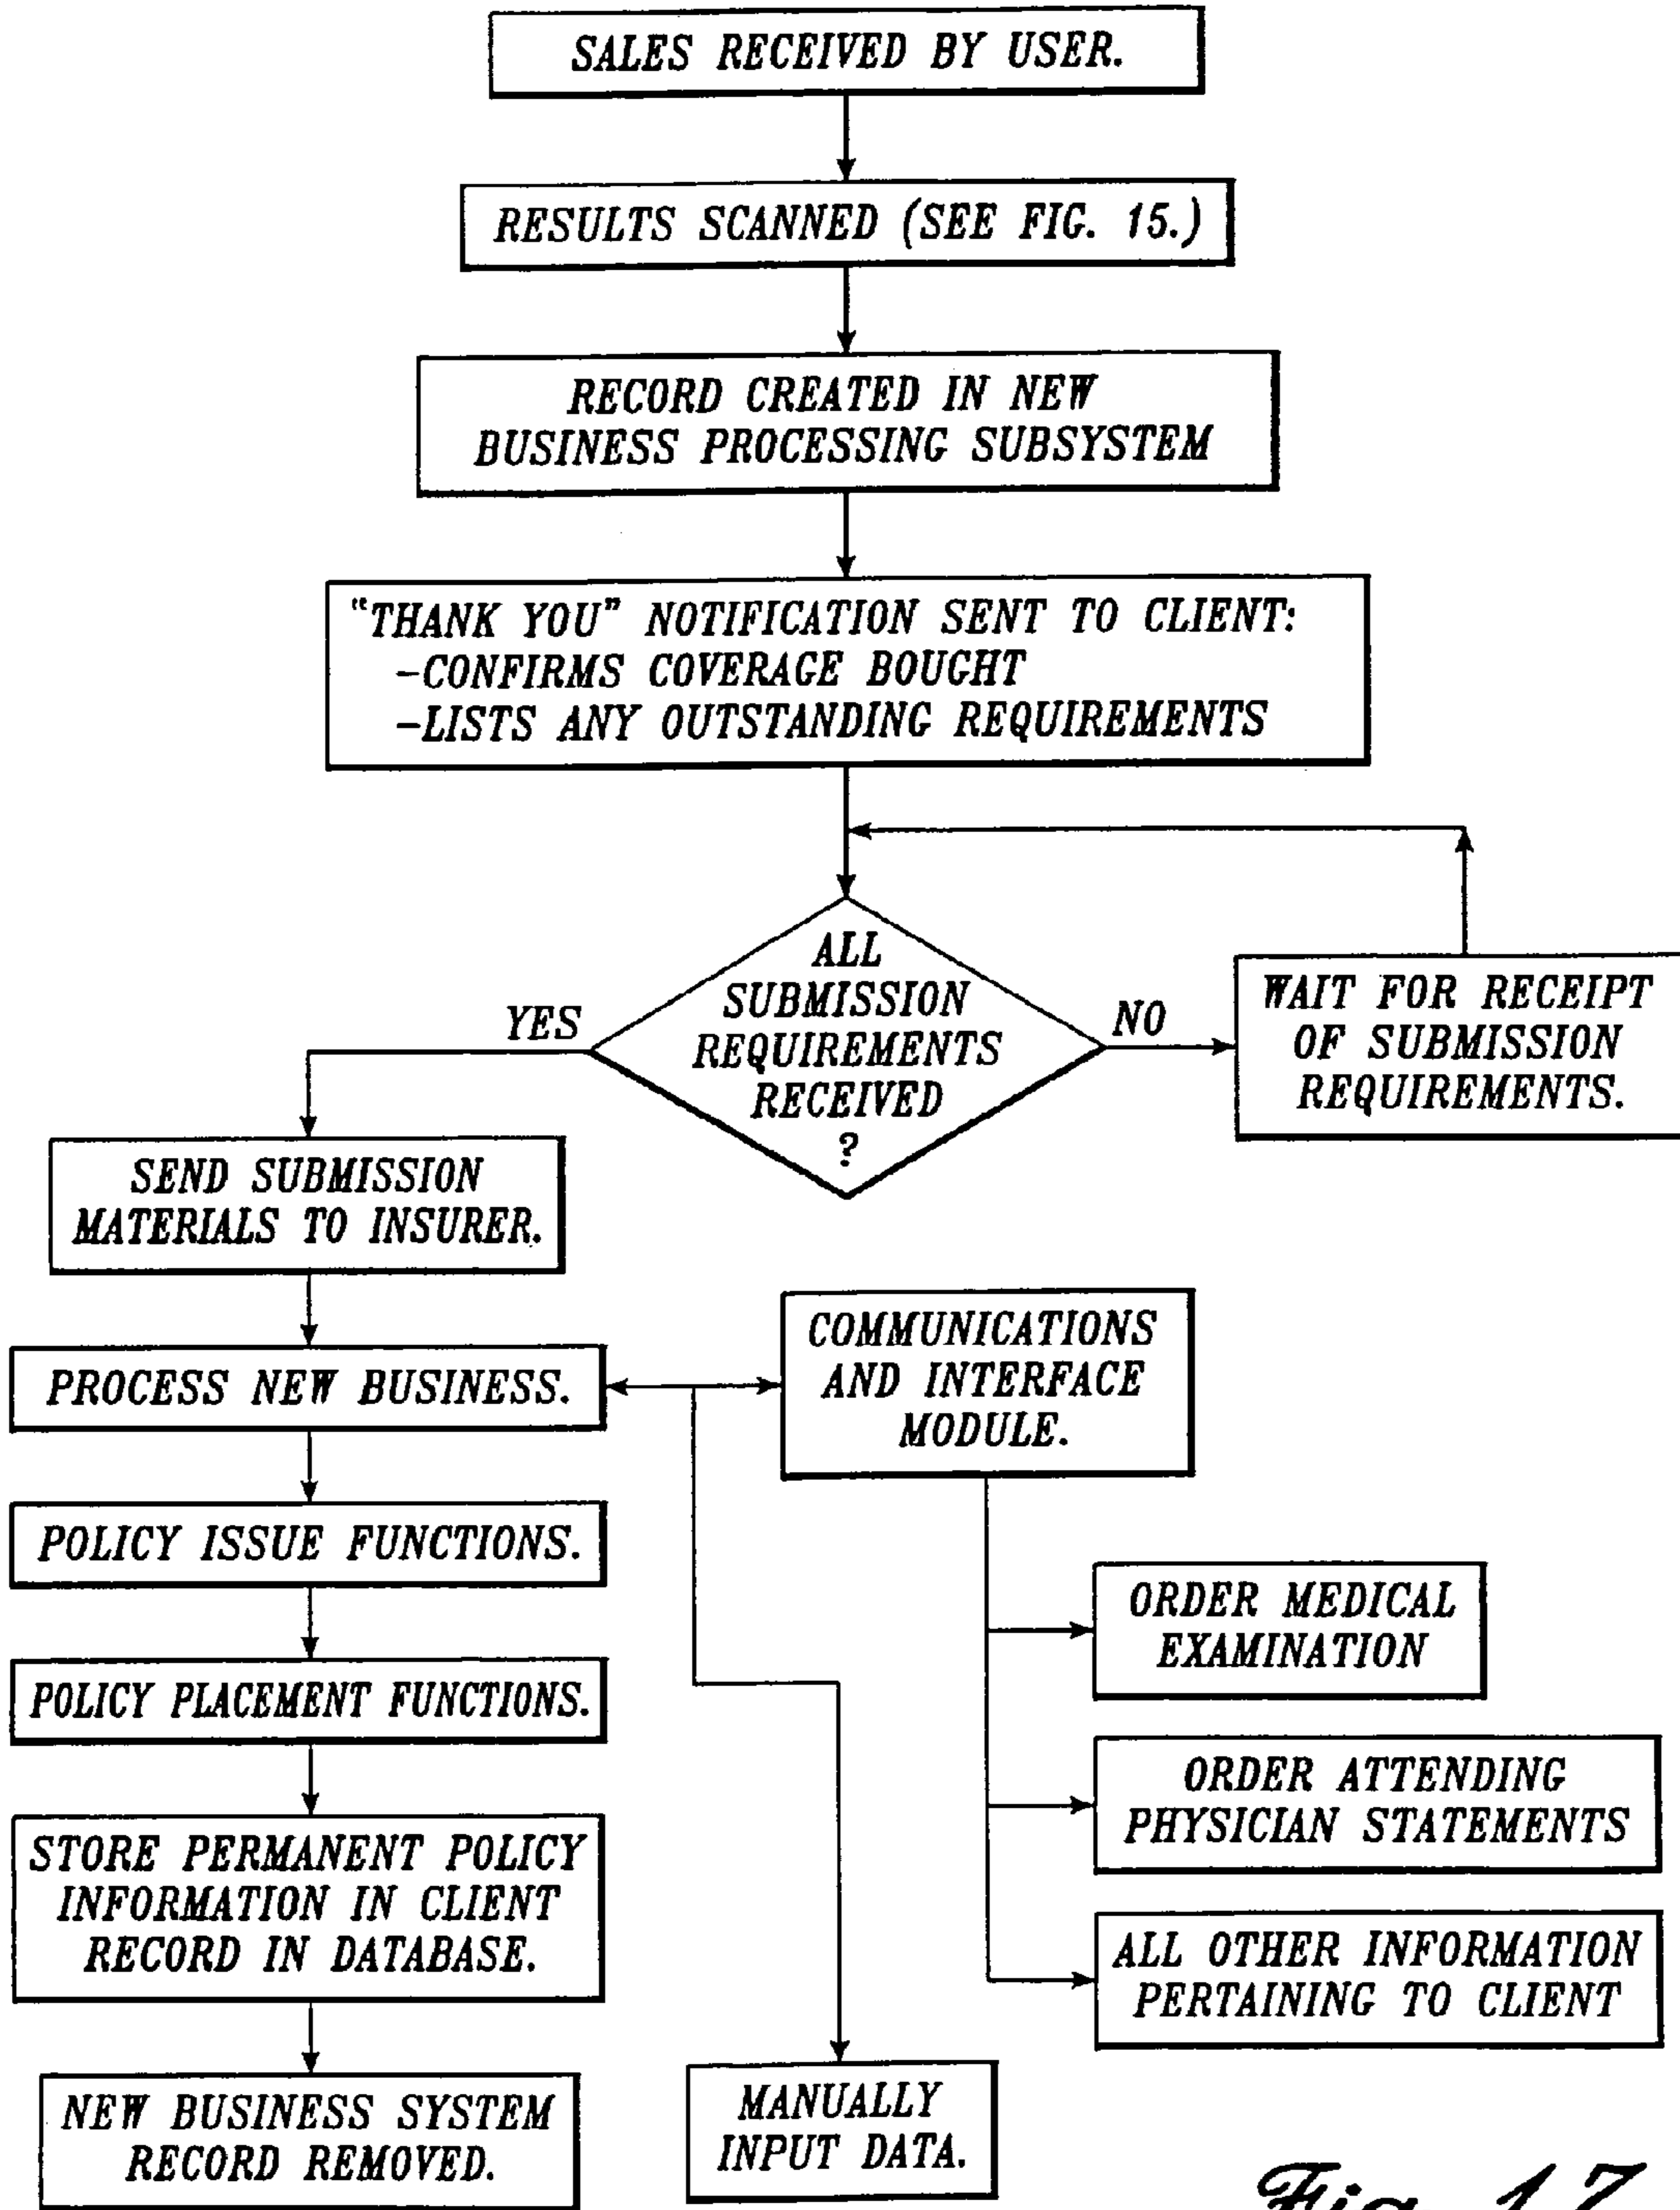 SALES RECEIVED BY USER.
RESULTS SCANNED (SEE FIG. 15.)
RECORD CREATED IN NEW
BUSINESS PROCESSING SUBSYSTEM
"THANK YOU" NOTIFICATION SENT TO CLIENT:
-CONFIRMS COVERAGE BOUGHT
-LISTS ANY OUTSTANDING REQUIREMENTS
ALL
SUBMISSION
REQUIREMENTS
RECEIVED
?
YES
NO
WAIT FOR RECEIPT
OF SUBMISSION
REQUIREMENTS.
SEND SUBMISSION
MATERIALS TO INSURER.
PROCESS NEW BUSINESS.
COMMUNICATIONS
AND INTERFACE
MODULE.
POLICY ISSUE FUNCTIONS.
ORDER MEDICAL
EXAMINATION
POLICY PLACEMENT FUNCTIONS.
ORDER ATTENDING
PHYSICIAN STATEMENTS
STORE PERMANENT POLICY
INFORMATION IN CLIENT
RECORD IN DATABASE.
ALL OTHER INFORMATION
PERTAINING TO CLIENT
NEW BUSINESS SYSTEM
RECORD REMOVED.
MANUALLY
INPUT DATA.
Fig. 17